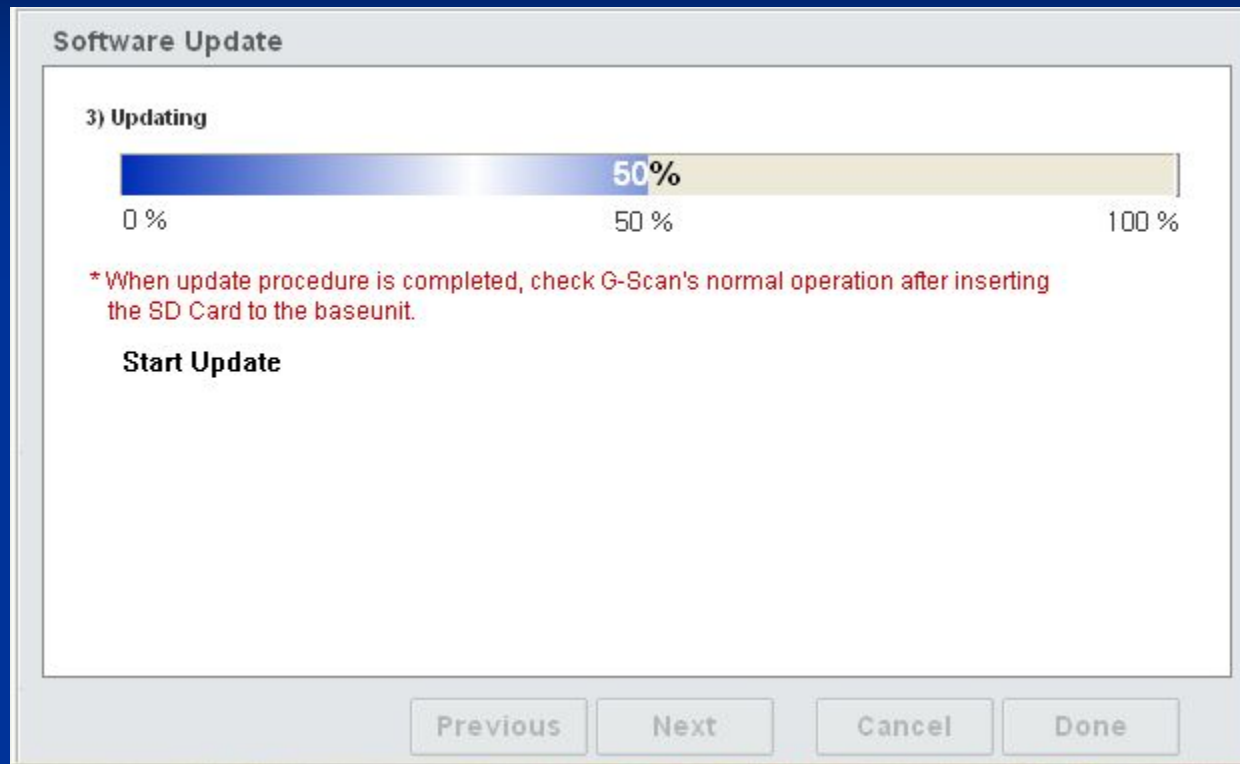 Software Update
3) Updating
50%
0 % 50 % 100 %
* When update procedure is completed, check G-Scan's normal operation after inserting
the SD Card to the baseunit.
Start Update
Previous Next Cancel Done